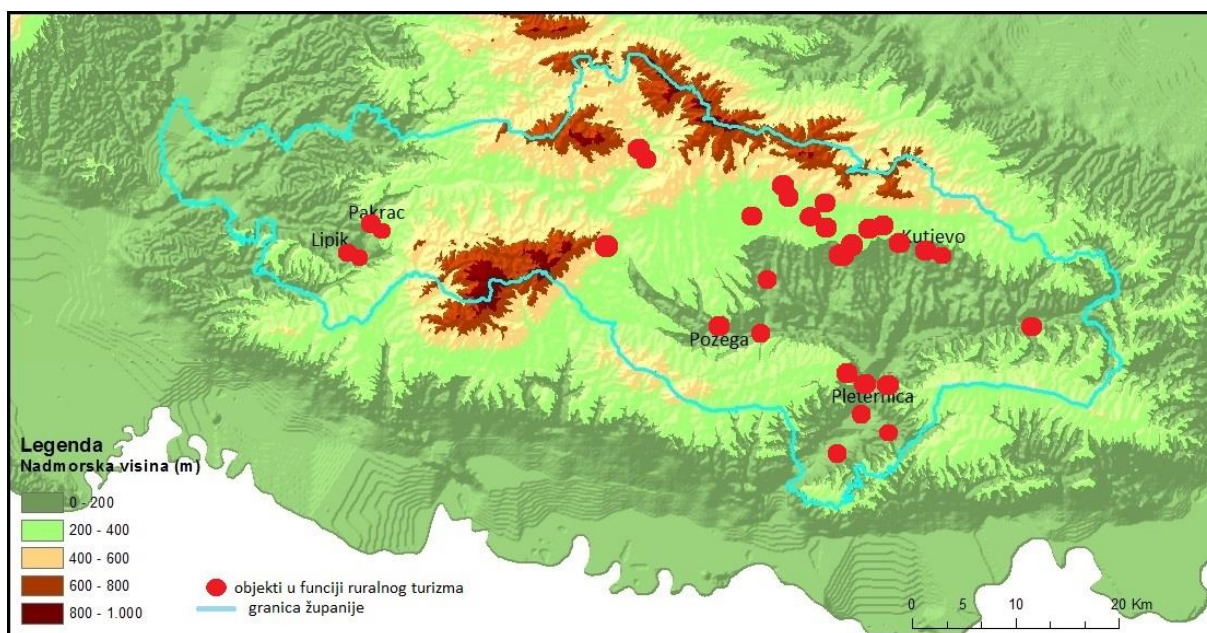 Pakrac
Lipik
Kutjevo
Požega
Pleternica
Legenda
Nadmorska visina (m)
0 - 200
200 - 400
400 - 600
600 - 800
800 - 1.000
objekti u funciji ruralnog turizma
granica županije
0 5 10 20 Km